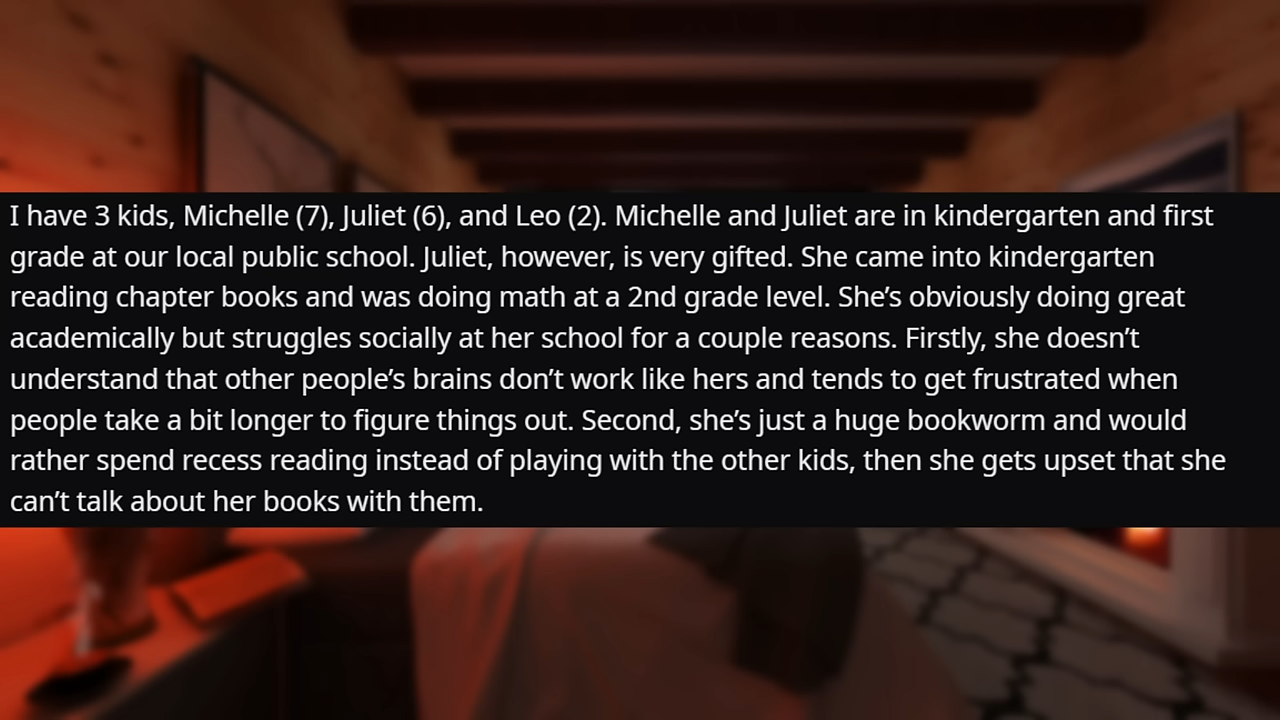 I have 3 kids, Michelle (7), Juliet (6), and Leo (2). Michelle and Juliet are in kindergarten and first
grade at our local public school. Juliet, however, is very gifted. She came into kindergarten
reading chapter books and was doing math at a 2nd grade level. She’s obviously doing great
academically but struggles socially at her school for a couple reasons. Firstly, she doesn’t
understand that other people’s brains don’t work like hers and tends to get frustrated when
people take a bit longer to figure things out. Second, she’s just a huge bookworm and would
rather spend recess reading instead of playing with the other kids, then she gets upset that she
can’t talk about her books with them.